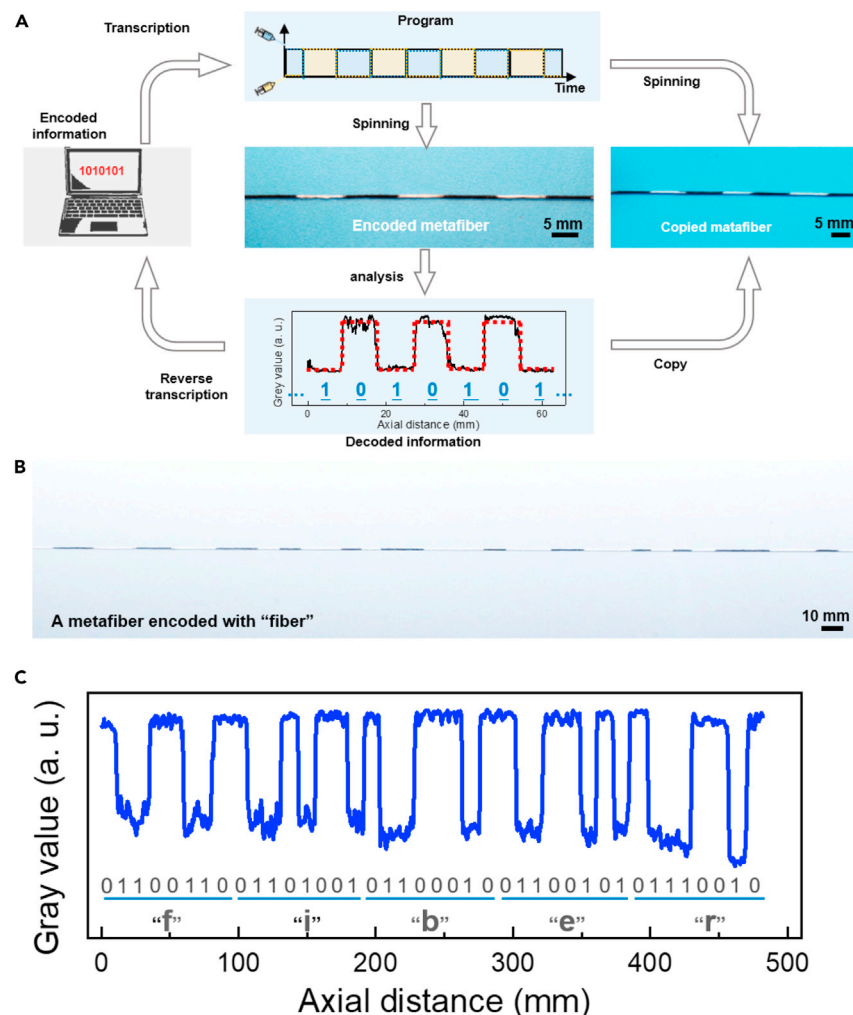 A
Transcription
Program
Time
Spinning
Encoded
information
1010101
Spinning
Encoded metafiber
5 mm
Copied matafiber
5 mm
analysis
Grey value (a. u.)
... 1 0 1 0 1 0 1 ...
0 20 40 60
Axial distance (mm)
Decoded information
Reverse
transcription
Copy
B
A metafiber encoded with “fiber”
10 mm
C
Gray value (a. u.)
0 1 1 0 0 1 1 0 0 1 1 0 1 0 0 1 0 1 1 0 0 0 1 0 0 1 1 0 0 1 0 1 0 1 1 1 0 0 1 0
“f” “i” “b” “e” “r”
0 100 200 300 400 500
Axial distance (mm)